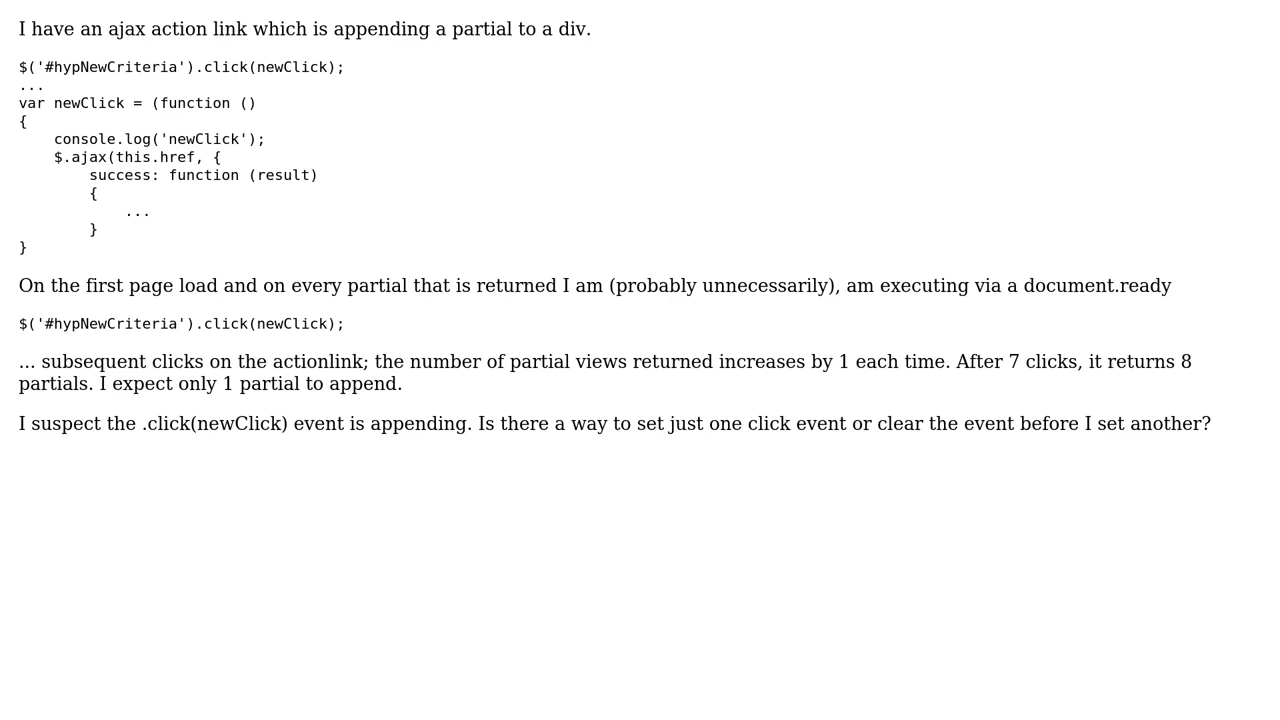 I have an ajax action link which is appending a partial to a div.
$('#hypNewCriteria').click(newClick);
...
var newClick = (function ()
{
    console.log('newClick');
    $.ajax(this.href, {
        success: function (result)
        {
            ...
        }
}
On the first page load and on every partial that is returned I am (probably unnecessarily), am executing via a document.ready
$('#hypNewCriteria').click(newClick);
... subsequent clicks on the actionlink; the number of partial views returned increases by 1 each time. After 7 clicks, it returns 8
partials. I expect only 1 partial to append.
I suspect the .click(newClick) event is appending. Is there a way to set just one click event or clear the event before I set another?